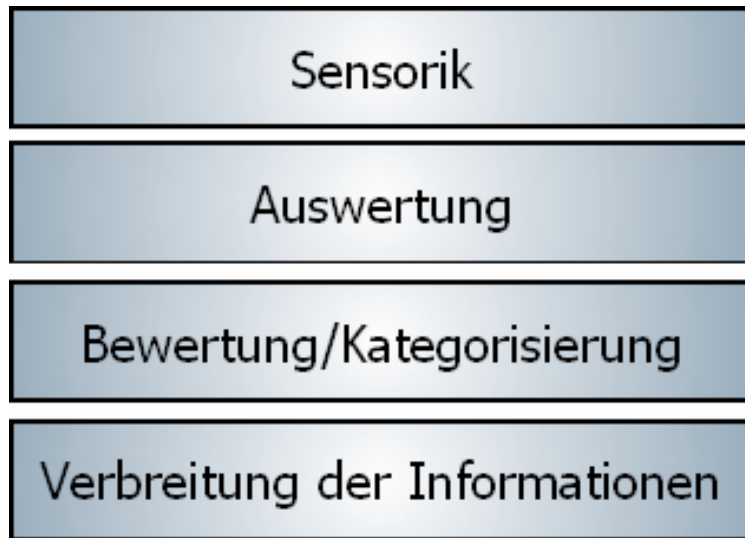 Sensorik
Auswertung
Bewertung/Kategorisierung
Verbreitung der Informationen